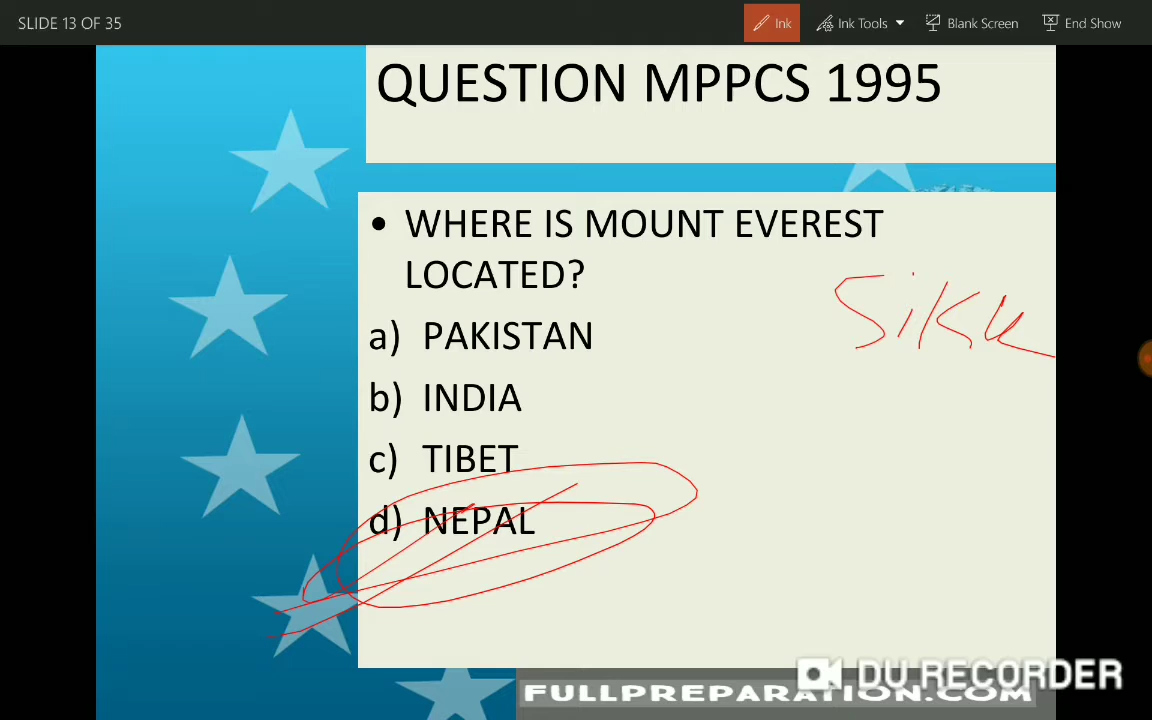 SLIDE 13 OF 35
Ink
Ink Tools
Blank Screen
End Show
QUESTION MPPCS 1995
• WHERE IS MOUNT EVEREST
LOCATED?
a) PAKISTAN
b) INDIA
c) TIBET
d) NEPAL
DU RECORDER
FULLPREPARATION.COM